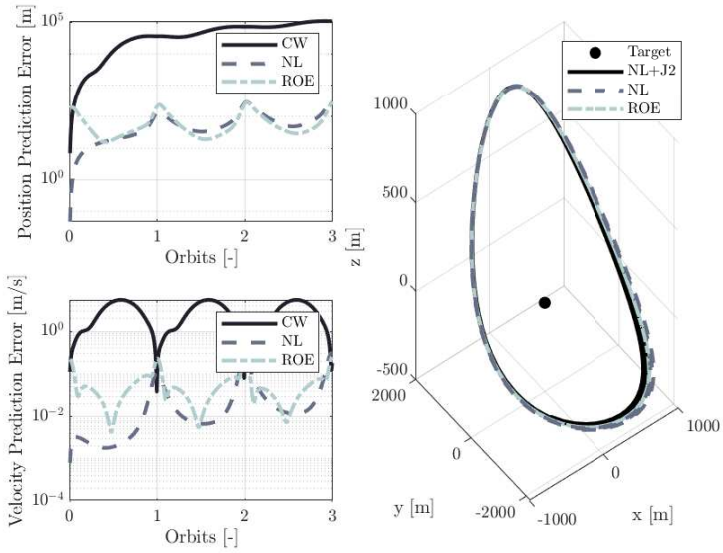 Position Prediction Error [m]
10^5
10^0
CW
NL
ROE
0
1
2
3
Orbits [-]
Velocity Prediction Error [m/s]
10^0
10^-2
10^-4
CW
NL
ROE
0
1
2
3
Orbits [-]
Target
NL+J2
NL
ROE
z [m]
1000
500
0
-500
2000
0
-2000
y [m]
-1000
0
1000
x [m]